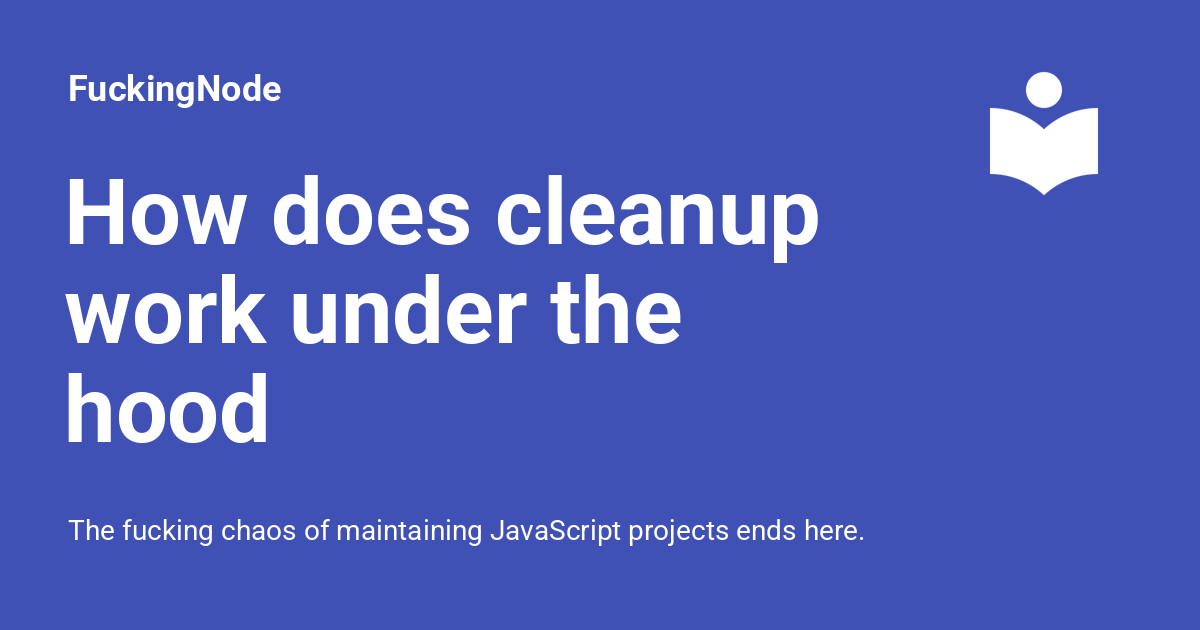 FuckingNode
How does cleanup
work under the
hood
The fucking chaos of maintaining JavaScript projects ends here.